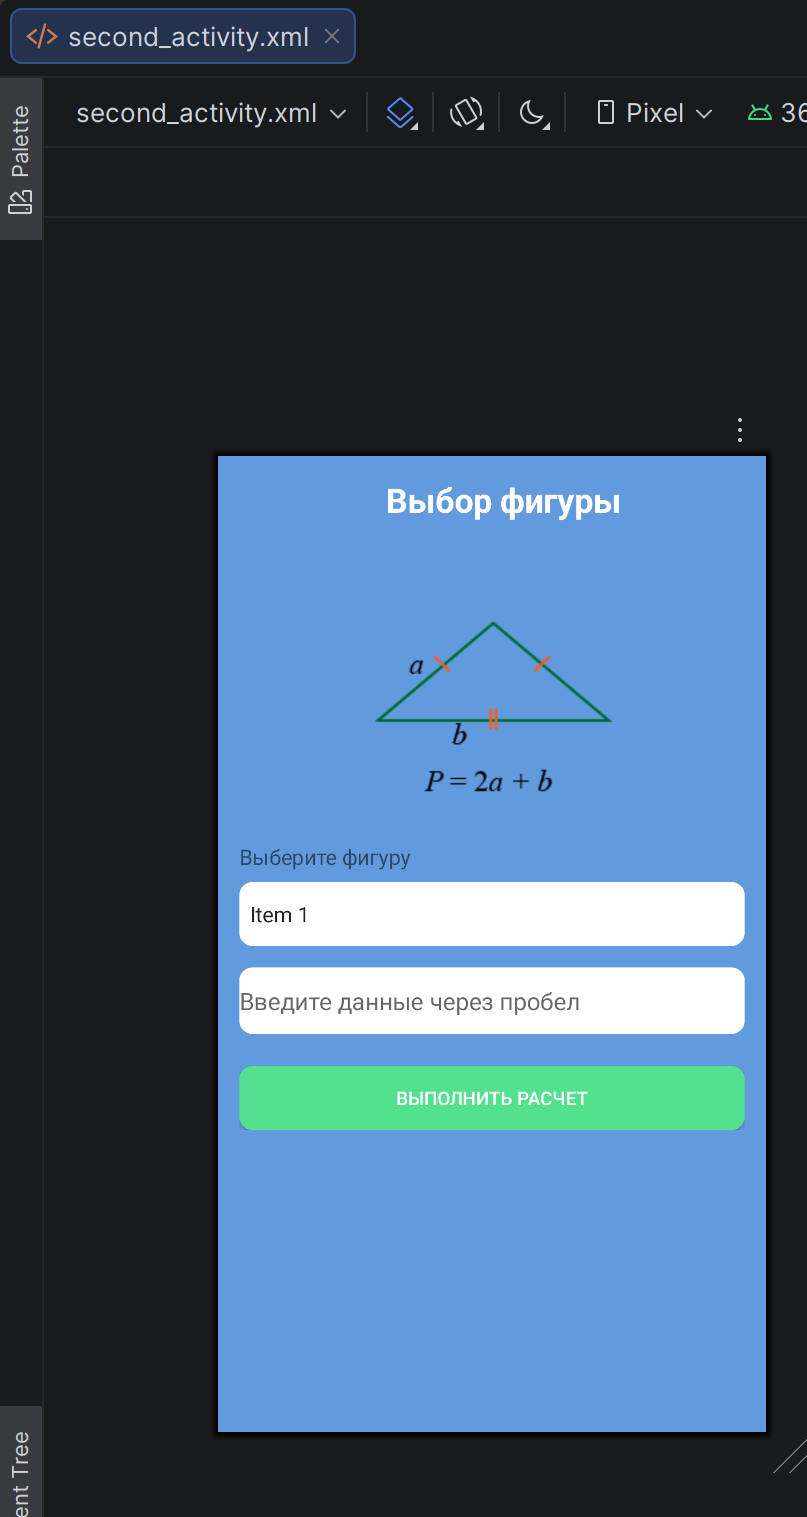 second_activity.xml
Palette
second_activity.xml
Pixel
36
Выбор фигуры
a
b
P = 2a + b
Выберите фигуру
Item 1
Введите данные через пробел
ВЫПОЛНИТЬ РАСЧЕТ
ent Tree